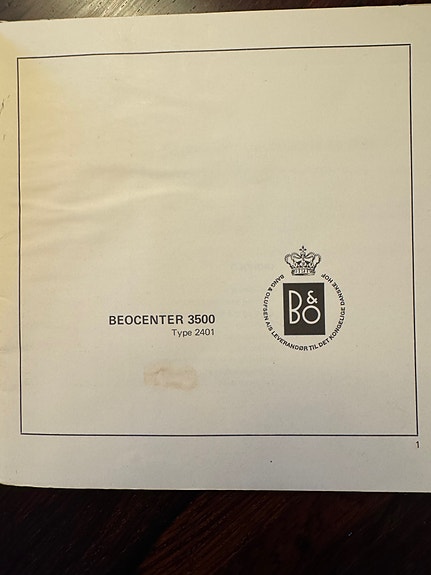 BEOCENTER 3500
Type 2401
B&O
BANG & OLUFSEN A/S LEVERANDØR TIL DET KONGELIGE DANSKE HOF
1